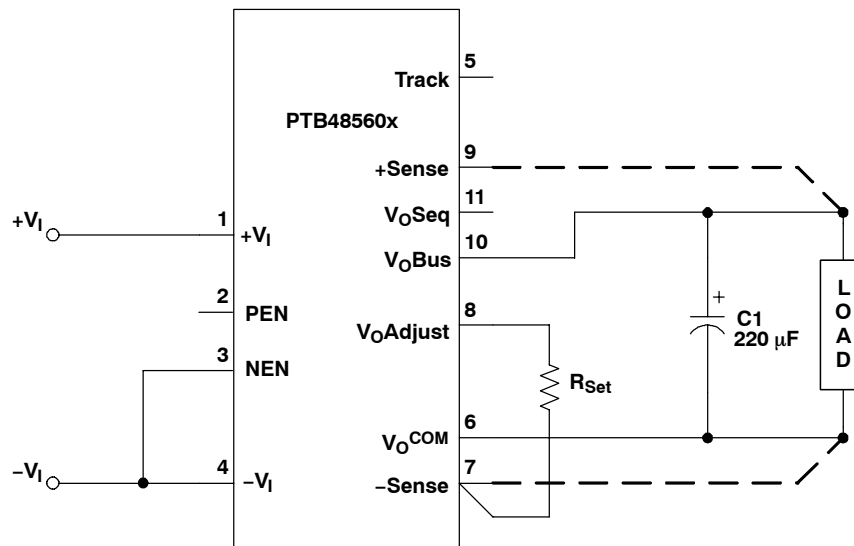 5
Track
PTB48560x
9
+Sense
11
VOSeq
10
VOBus
+VI
1
+VI
2
PEN
3
NEN
8
VOAdjust
RSet
+
C1
220 μF
L
O
A
D
6
VOCOM
7
−Sense
−VI
4
−VI